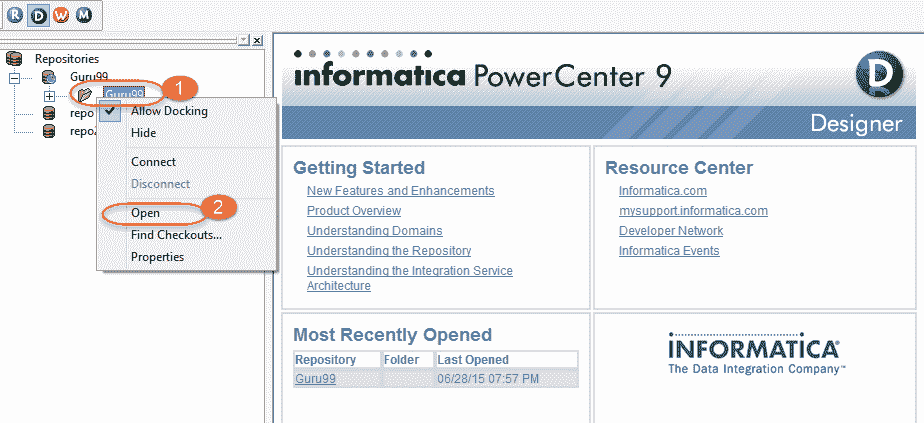 R D W M
Repositories
Guru99
Guru99
1
repo
repo
Allow Docking
Hide
Connect
Disconnect
Open
2
Find Checkouts...
Properties
informatica PowerCenter 9
D
Designer
Getting Started
New Features and Enhancements
Product Overview
Understanding Domains
Understanding the Repository
Understanding the Integration Service
Architecture
Resource Center
Informatica.com
mysupport.informatica.com
Developer Network
Informatica Events
Most Recently Opened
Repository Folder Last Opened
Guru99 06/28/15 07:57 PM
INFORMATICA®
The Data Integration Company™